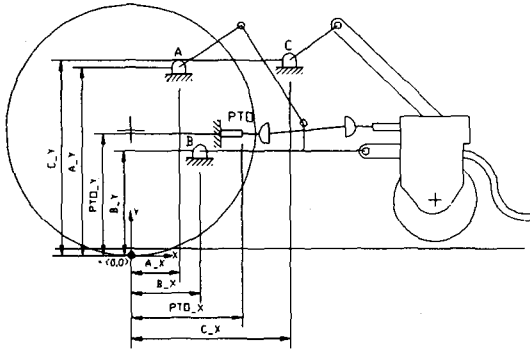 A
C
PTO
B
C_Y
A_Y
PTO_Y
B_Y
Y
X
(0,0)
A_X
B_X
PTO_X
C_X